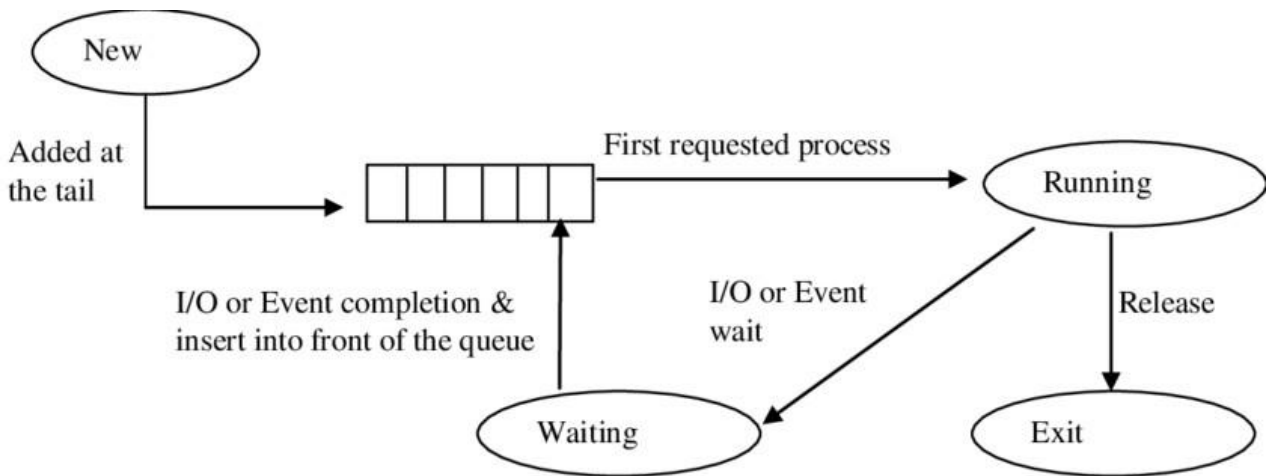 New
Added at
the tail
First requested process
Running
I/O or Event completion &
insert into front of the queue
I/O or Event
wait
Release
Waiting
Exit